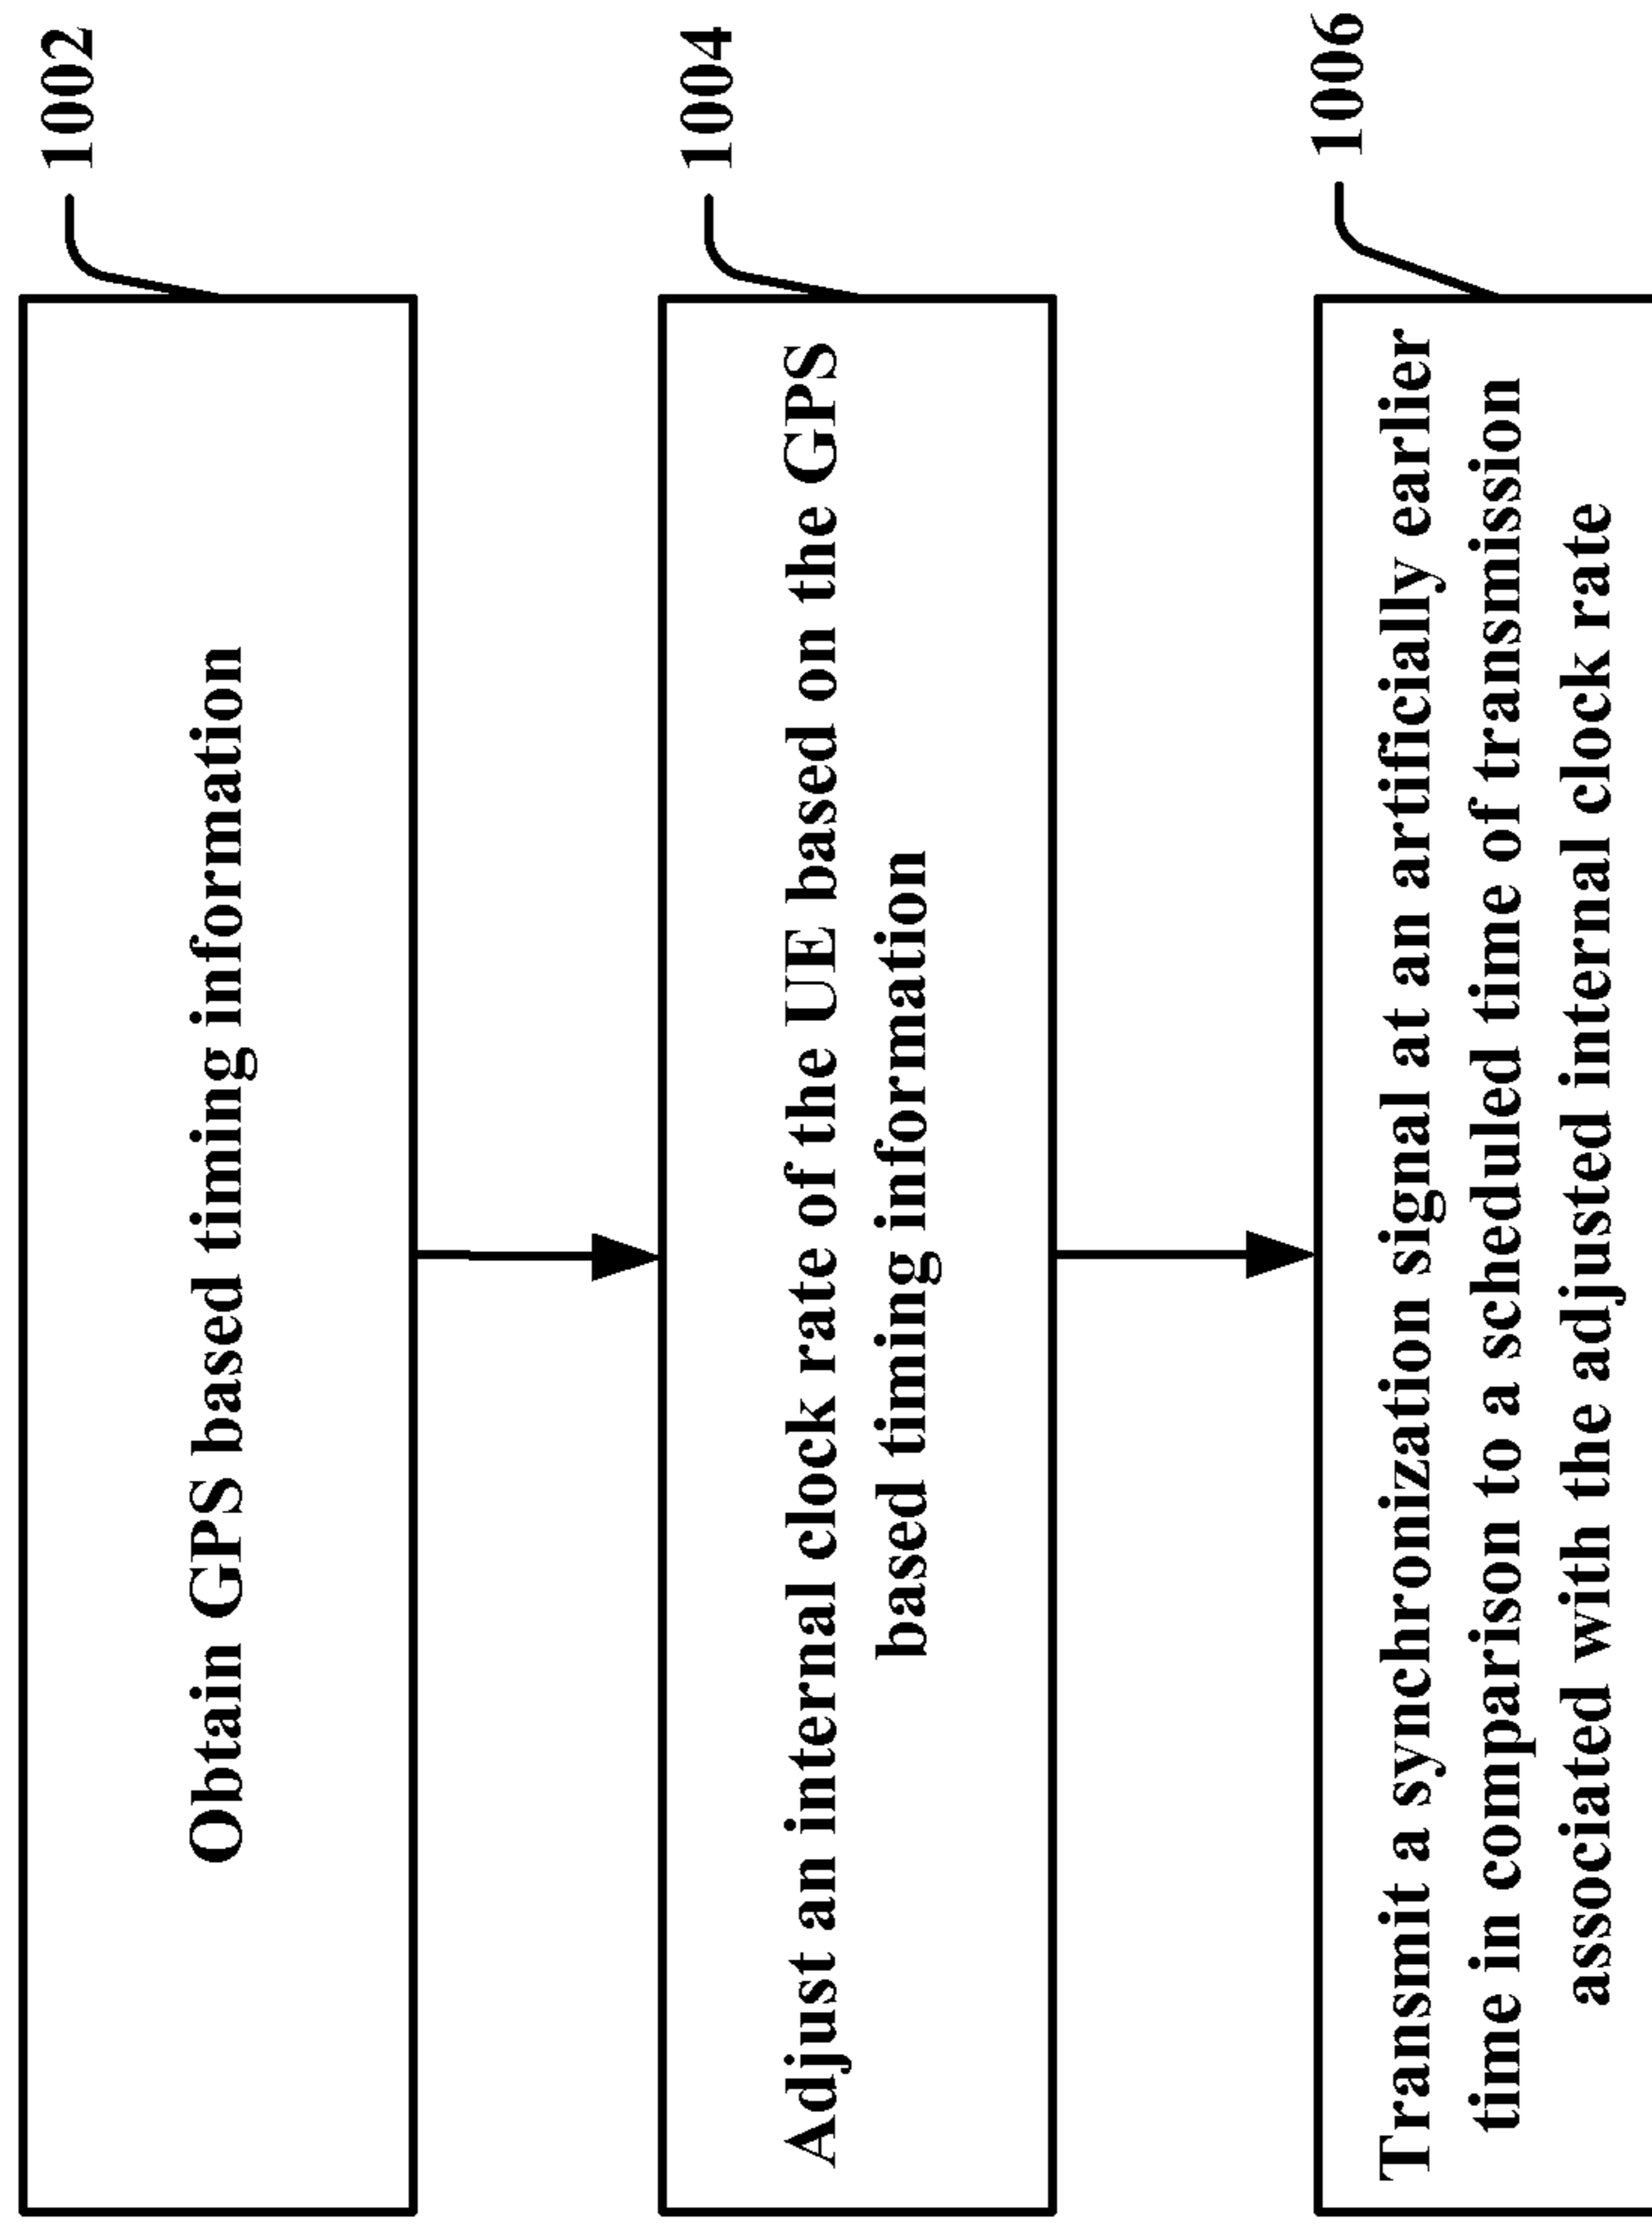 1002
Obtain GPS based timing information
1004
Adjust an internal clock rate of the UE based on the GPS
based timing information
1006
Transmit a synchronization signal at an artificially earlier
time in comparison to a scheduled time of transmission
associated with the adjusted internal clock rate